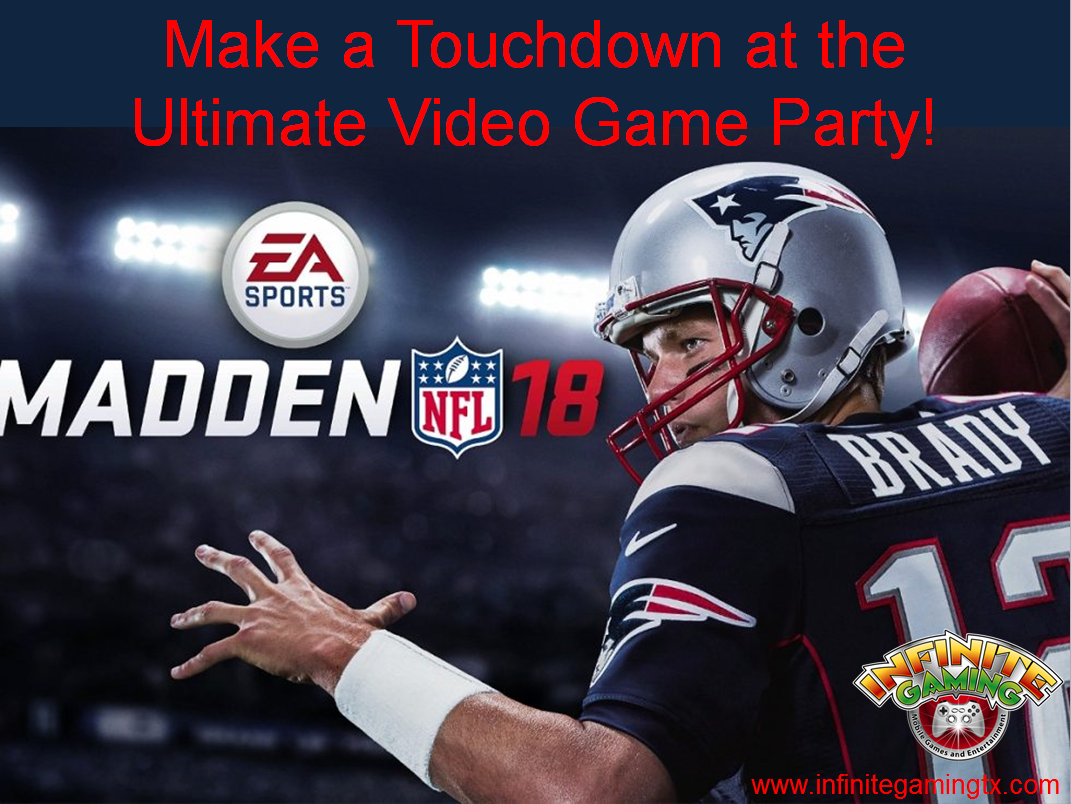 Make a Touchdown at the
Ultimate Video Game Party!
EA
SPORTS
MADDEN NFL 18
BRADY
12
INFINITE
GAMING
Mobile Games and Entertainment
www.infinitegamingtx.com